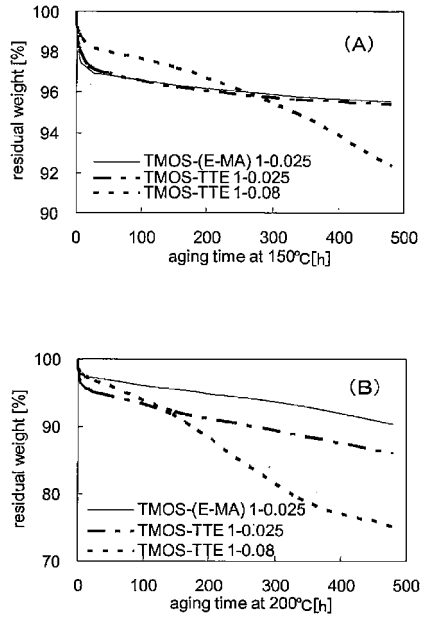 100
98
96
94
92
90
residual weight [%]
(A)
TMOS-(E-MA) 1-0.025
TMOS-TTE 1-0.025
TMOS-TTE 1-0.08
0 100 200 300 400 500
aging time at 150℃[h]
100
90
80
70
residual weight [%]
(B)
TMOS-(E-MA) 1-0.025
TMOS-TTE 1-0.025
TMOS-TTE 1-0.08
0 100 200 300 400 500
aging time at 200℃[h]